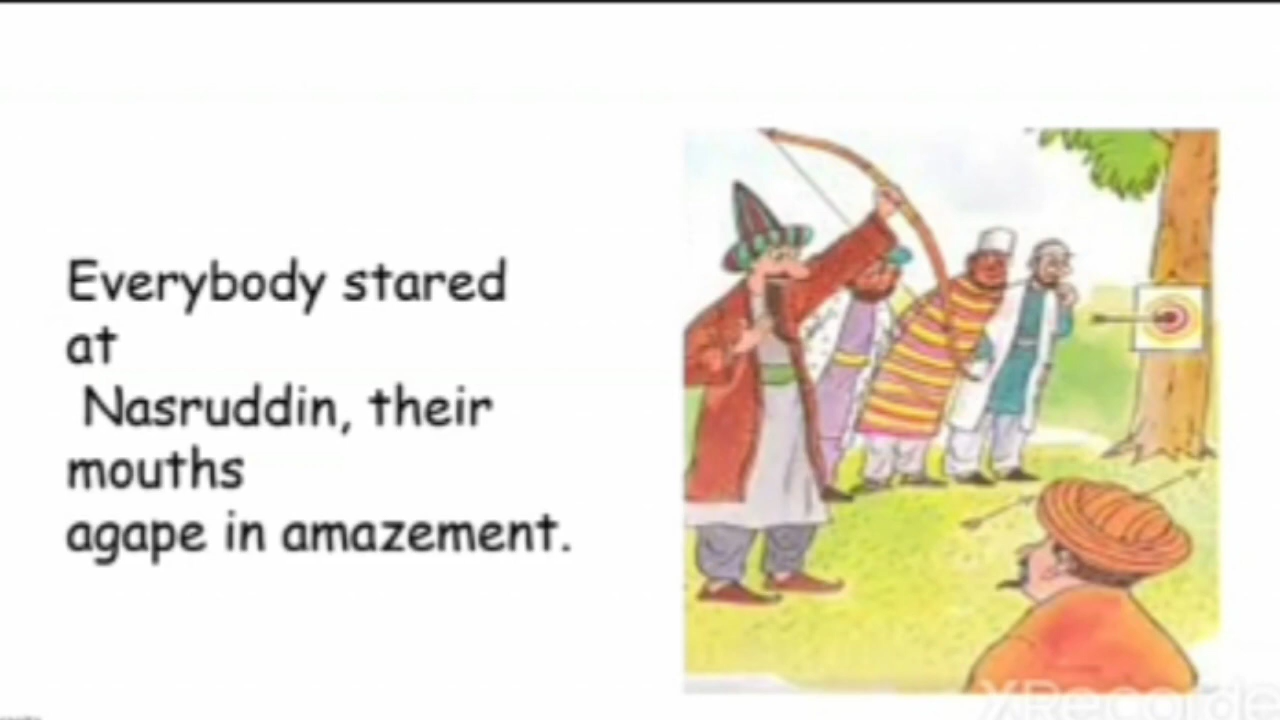 Everybody stared
at
Nasruddin, their
mouths
agape in amazement.